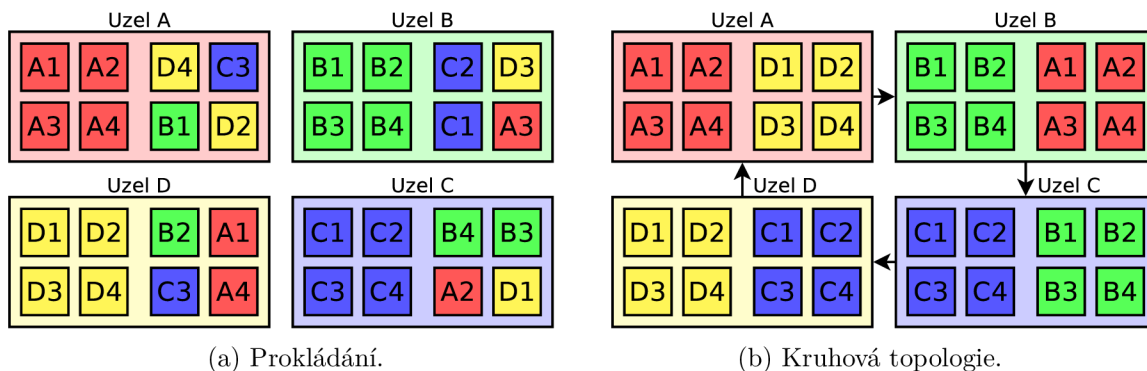 Uzel A Uzel B Uzel A Uzel B
A1 A2 D4 C3 B1 B2 C2 D3 A1 A2 D1 D2 B1 B2 A1 A2
A3 A4 B1 D2 B3 B4 C1 A3 A3 A4 D3 D4 B3 B4 A3 A4
Uzel D Uzel C Uzel D Uzel C
D1 D2 B2 A1 C1 C2 B4 B3 D1 D2 C1 C2 C1 C2 B1 B2
D3 D4 C3 A4 C3 C4 A2 D1 D3 D4 C3 C4 C3 C4 B3 B4
(a) Prokládání. (b) Kruhová topologie.